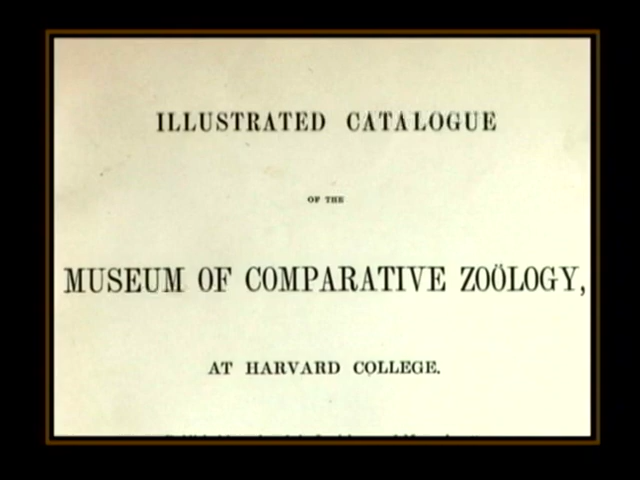 ILLUSTRATED CATALOGUE
OF THE
MUSEUM OF COMPARATIVE ZOÖLOGY,
AT HARVARD COLLEGE.